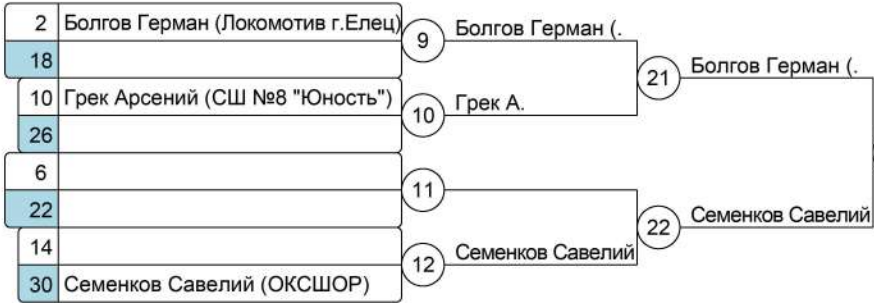 2 Болгов Герман (Локомотив г.Елец)
18
9 Болгов Герман (.
10 Грек Арсений (СШ №8 "Юность")
26
10 Грек А.
21 Болгов Герман (.
6
22
11
14
30 Семенков Савелий (ОКСШОР)
12 Семенков Савелий
22 Семенков Савелий